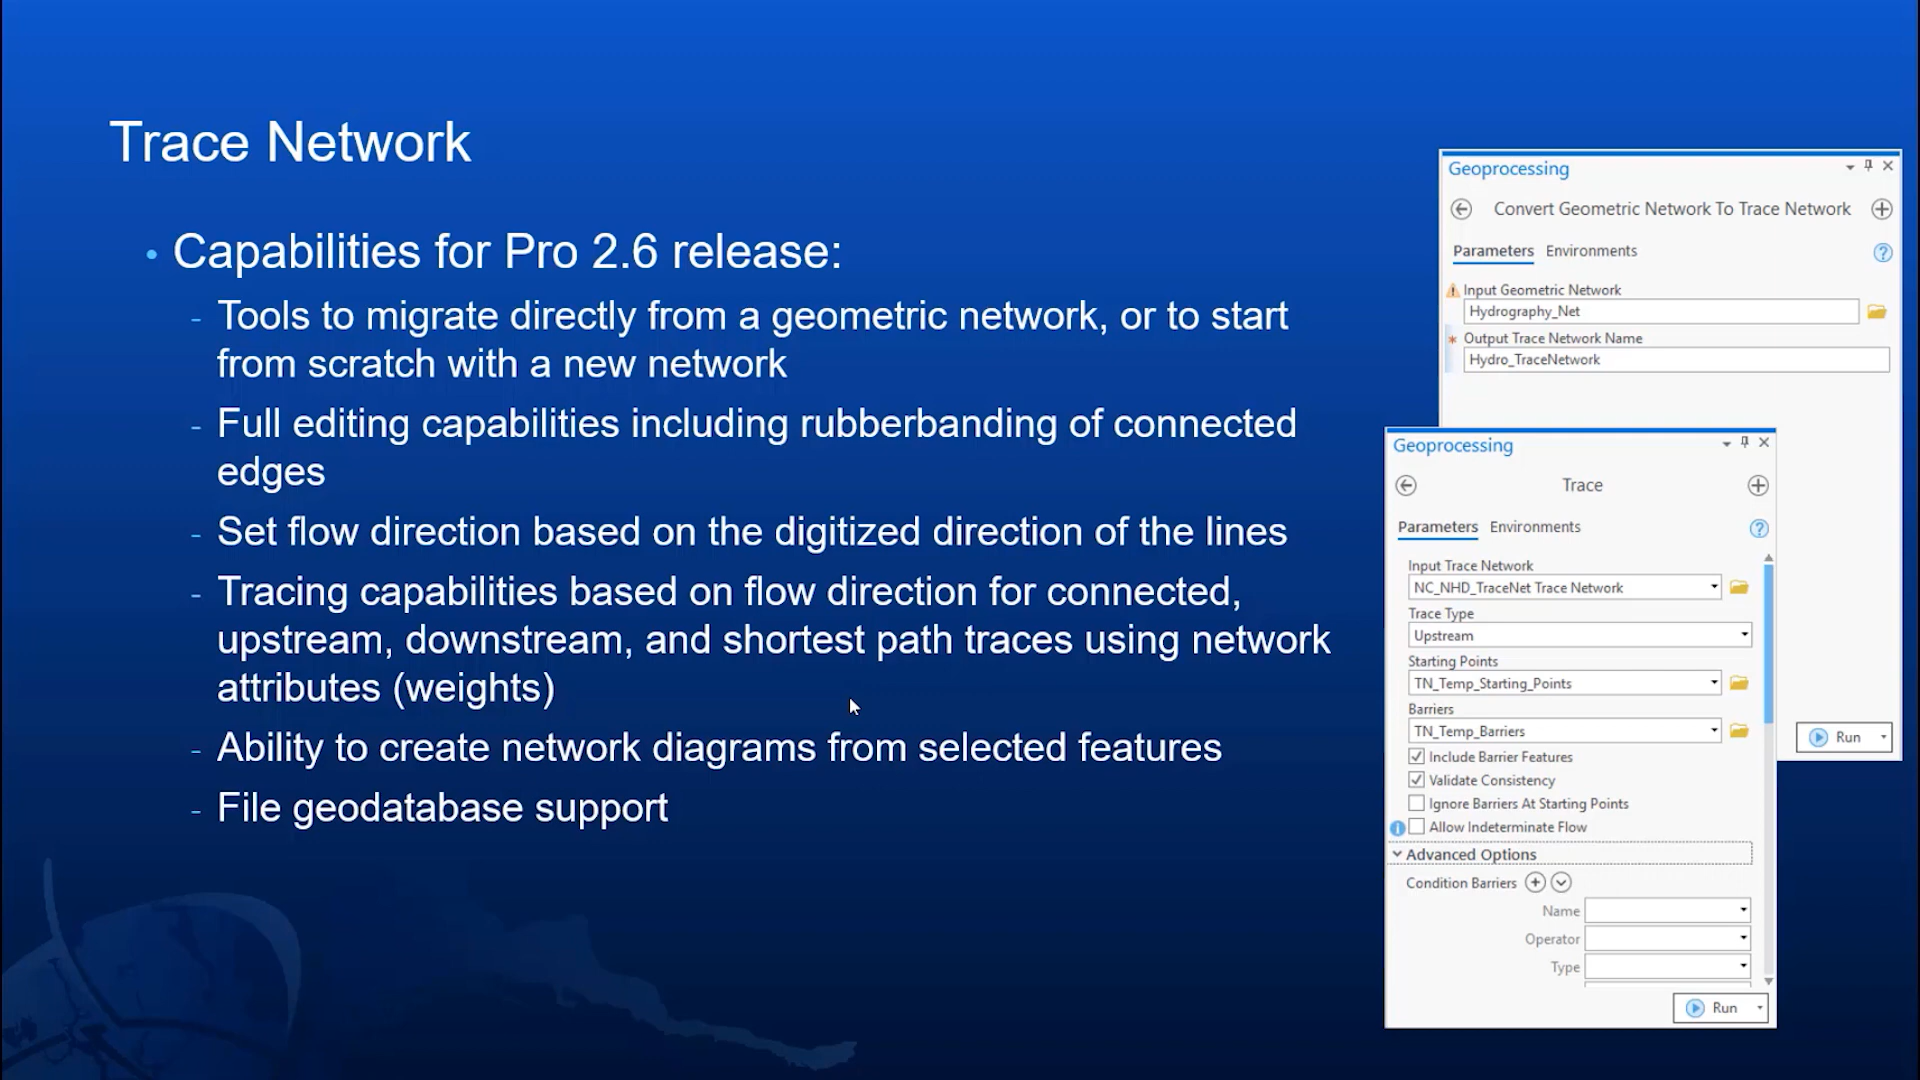 Trace Network
• Capabilities for Pro 2.6 release:
- Tools to migrate directly from a geometric network, or to start
from scratch with a new network
- Full editing capabilities including rubberbanding of connected
edges
- Set flow direction based on the digitized direction of the lines
- Tracing capabilities based on flow direction for connected,
upstream, downstream, and shortest path traces using network
attributes (weights)
- Ability to create network diagrams from selected features
- File geodatabase support
Geoprocessing
Convert Geometric Network To Trace Network
Parameters Environments
Input Geometric Network
Hydrography_Net
* Output Trace Network Name
Hydro_TraceNetwork
Run
Geoprocessing
Trace
Parameters Environments
Input Trace Network
NC_NHD_TraceNet Trace Network
Trace Type
Upstream
Starting Points
TN_Temp_Starting_Points
Barriers
TN_Temp_Barriers
Include Barrier Features
Validate Consistency
Ignore Barriers At Starting Points
Allow Indeterminate Flow
Advanced Options
Condition Barriers
Name
Operator
Type
Run